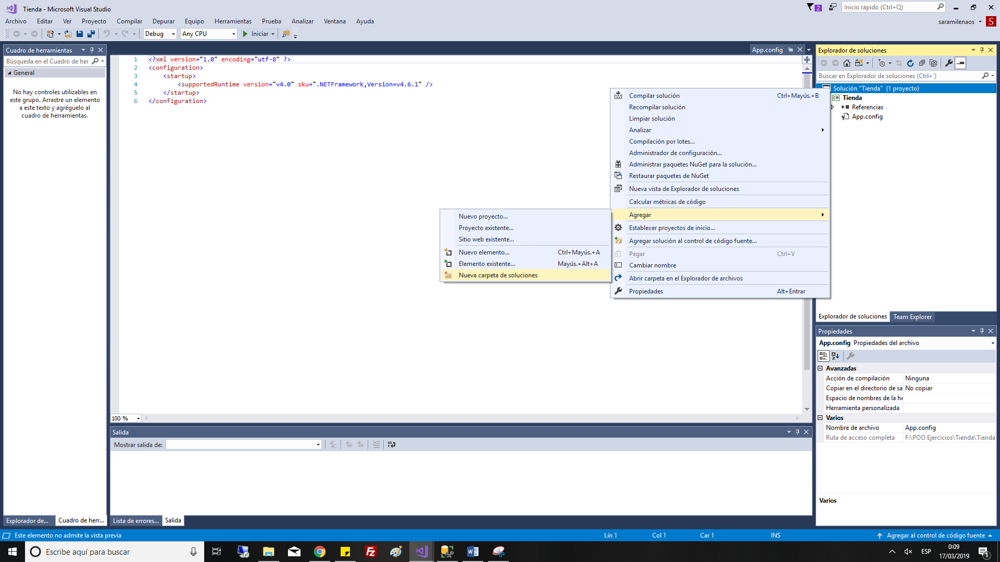 Tienda - Microsoft Visual Studio
2
Inicio rápido (Ctrl+Q)
Archivo Editar Ver Proyecto Compilar Depurar Equipo Herramientas Prueba Analizar Ventana Ayuda
saramilenaos
S
Debug Any CPU Iniciar
Cuadro de herramientas
Búsqueda en el Cuadro de her
General
No hay controles utilizables en
este grupo. Arrastre un elemento
a este texto y agréguelo al
cuadro de herramientas.
App.config
1 <?xml version="1.0" encoding="utf-8" ?>
2 <configuration>
3 <startup>
4 <supportedRuntime version="v4.0" sku=".NETFramework,Version=v4.6.1" />
5 </startup>
6 </configuration>
Compilar solución Ctrl+Mayús.+B
Recompilar solución
Limpiar solución
Analizar
Compilación por lotes...
Administrador de configuración...
Administrar paquetes NuGet para la solución...
Restaurar paquetes de NuGet
Nueva vista de Explorador de soluciones
Calcular métricas de código
Agregar
Establecer proyectos de inicio...
Agregar solución al control de código fuente...
Pegar Ctrl+V
Cambiar nombre
Abrir carpeta en el Explorador de archivos
Propiedades Alt+Entrar
Nuevo proyecto...
Proyecto existente...
Sitio web existente...
Nuevo elemento... Ctrl+Mayús.+A
Elemento existente... Mayús.+Alt+A
Nueva carpeta de soluciones
Explorador de soluciones
Buscar en Explorador de soluciones (Ctrl+´)
Solución "Tienda" (1 proyecto)
C# Tienda
Referencias
App.config
Explorador de soluciones Team Explorer
Propiedades
App.config Propiedades del archivo
Avanzadas
Acción de compilación Ninguna
Copiar en el directorio de sa No copiar
Espacio de nombres de la he
Herramienta personalizada
Varios
Nombre de archivo App.config
Ruta de acceso completa F:\POO Ejercicios\Tienda\Tienda\
Varios
100 %
Salida
Mostrar salida de:
Explorador de... Cuadro de herr... Lista de errores... Salida
Este elemento no admite la vista previa Lín 1 Col 1 Car 1 INS Agregar al control de código fuente
Escribe aquí para buscar
ESP
0:09
17/03/2019
1